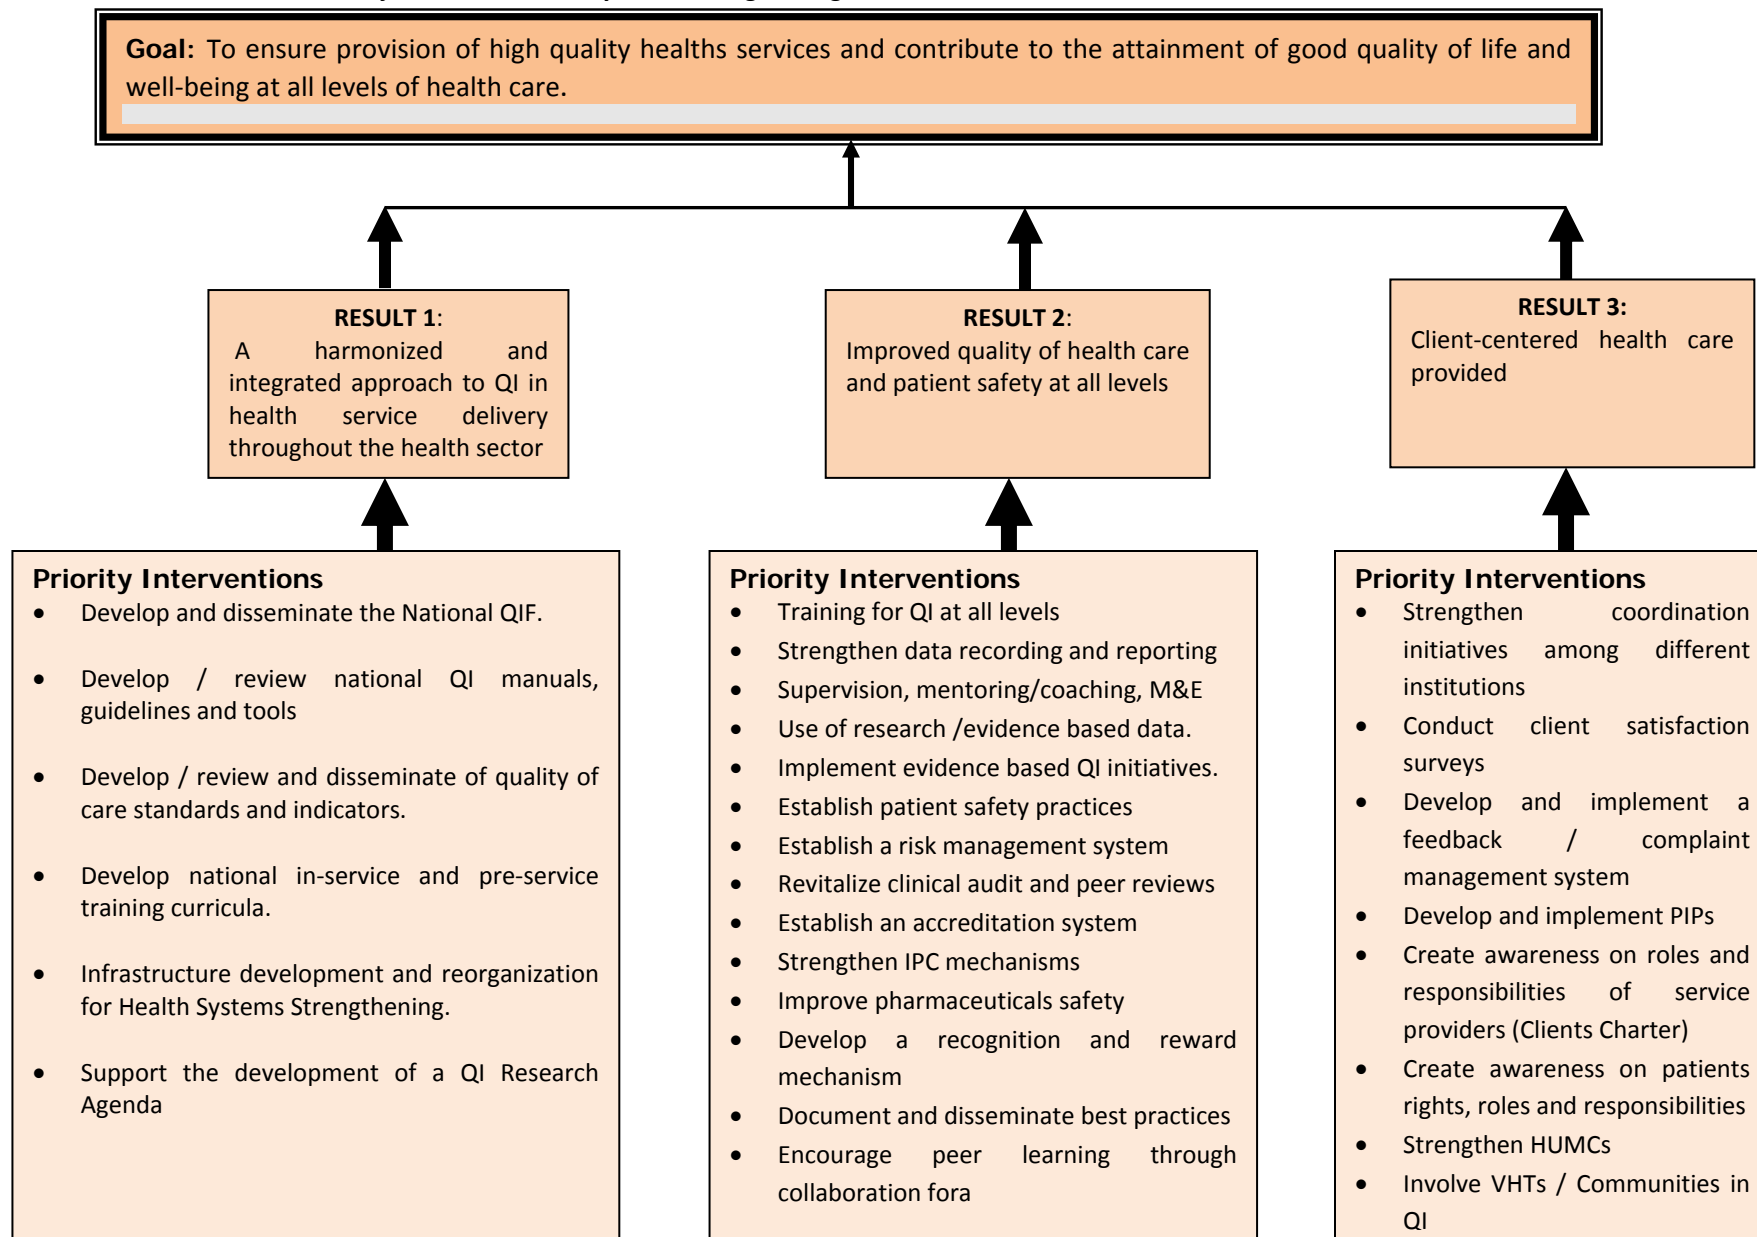 Goal: To ensure provision of high quality healths services and contribute to the attainment of good quality of life and
well-being at all levels of health care.
RESULT 1:
A harmonized and
integrated approach to QI in
health service delivery
throughout the health sector
RESULT 2:
Improved quality of health care
and patient safety at all levels
RESULT 3:
Client-centered health care
provided
Priority Interventions
• Develop and disseminate the National QIF.
• Develop / review national QI manuals,
guidelines and tools
• Develop / review and disseminate of quality of
care standards and indicators.
• Develop national in-service and pre-service
training curricula.
• Infrastructure development and reorganization
for Health Systems Strengthening.
• Support the development of a QI Research
Agenda
Priority Interventions
• Training for QI at all levels
• Strengthen data recording and reporting
• Supervision, mentoring/coaching, M&E
• Use of research /evidence based data.
• Implement evidence based QI initiatives.
• Establish patient safety practices
• Establish a risk management system
• Revitalize clinical audit and peer reviews
• Establish an accreditation system
• Strengthen IPC mechanisms
• Improve pharmaceuticals safety
• Develop a recognition and reward
mechanism
• Document and disseminate best practices
• Encourage peer learning through
collaboration fora
Priority Interventions
• Strengthen coordination
initiatives among different
institutions
• Conduct client satisfaction
surveys
• Develop and implement a
feedback / complaint
management system
• Develop and implement PIPs
• Create awareness on roles and
responsibilities of service
providers (Clients Charter)
• Create awareness on patients
rights, roles and responsibilities
• Strengthen HUMCs
• Involve VHTs / Communities in
QI